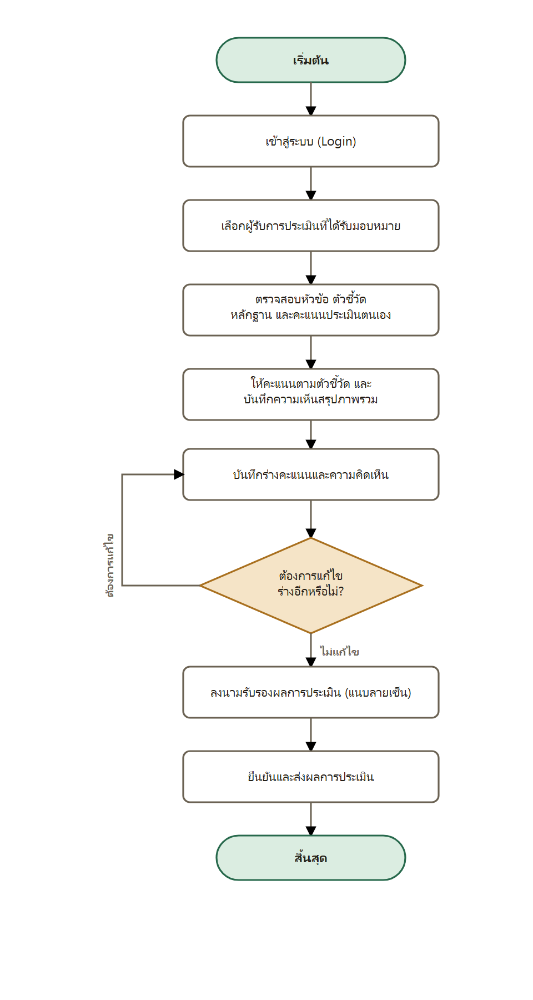 เริ่มต้น
เข้าสู่ระบบ (Login)
เลือกผู้รับการประเมินที่ได้รับมอบหมาย
ตรวจสอบหัวข้อ ตัวชี้วัด
หลักฐาน และคะแนนประเมินตนเอง
ให้คะแนนตามตัวชี้วัด และ
บันทึกความเห็นสรุปภาพรวม
บันทึกร่างคะแนนและความคิดเห็น
ต้องการแก้ไข
ต้องการแก้ไข
ร่างอีกหรือไม่?
ไม่แก้ไข
ลงนามรับรองผลการประเมิน (แนบลายเซ็น)
ยืนยันและส่งผลการประเมิน
สิ้นสุด